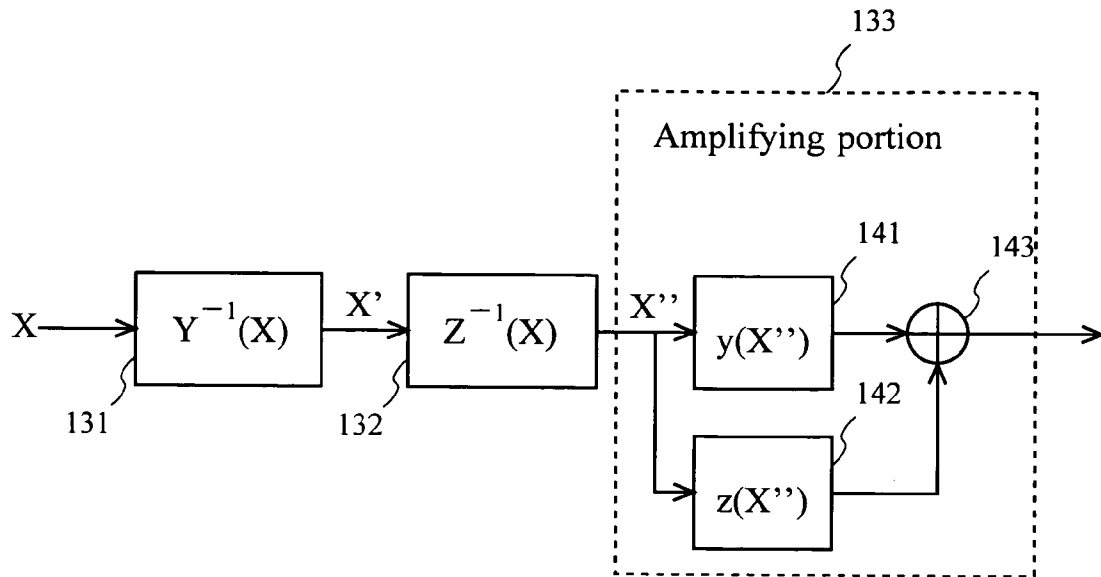 133
Amplifying portion
141
143
X
Y⁻¹(X)
X'
Z⁻¹(X)
X''
y(X'')
131
132
142
z(X'')